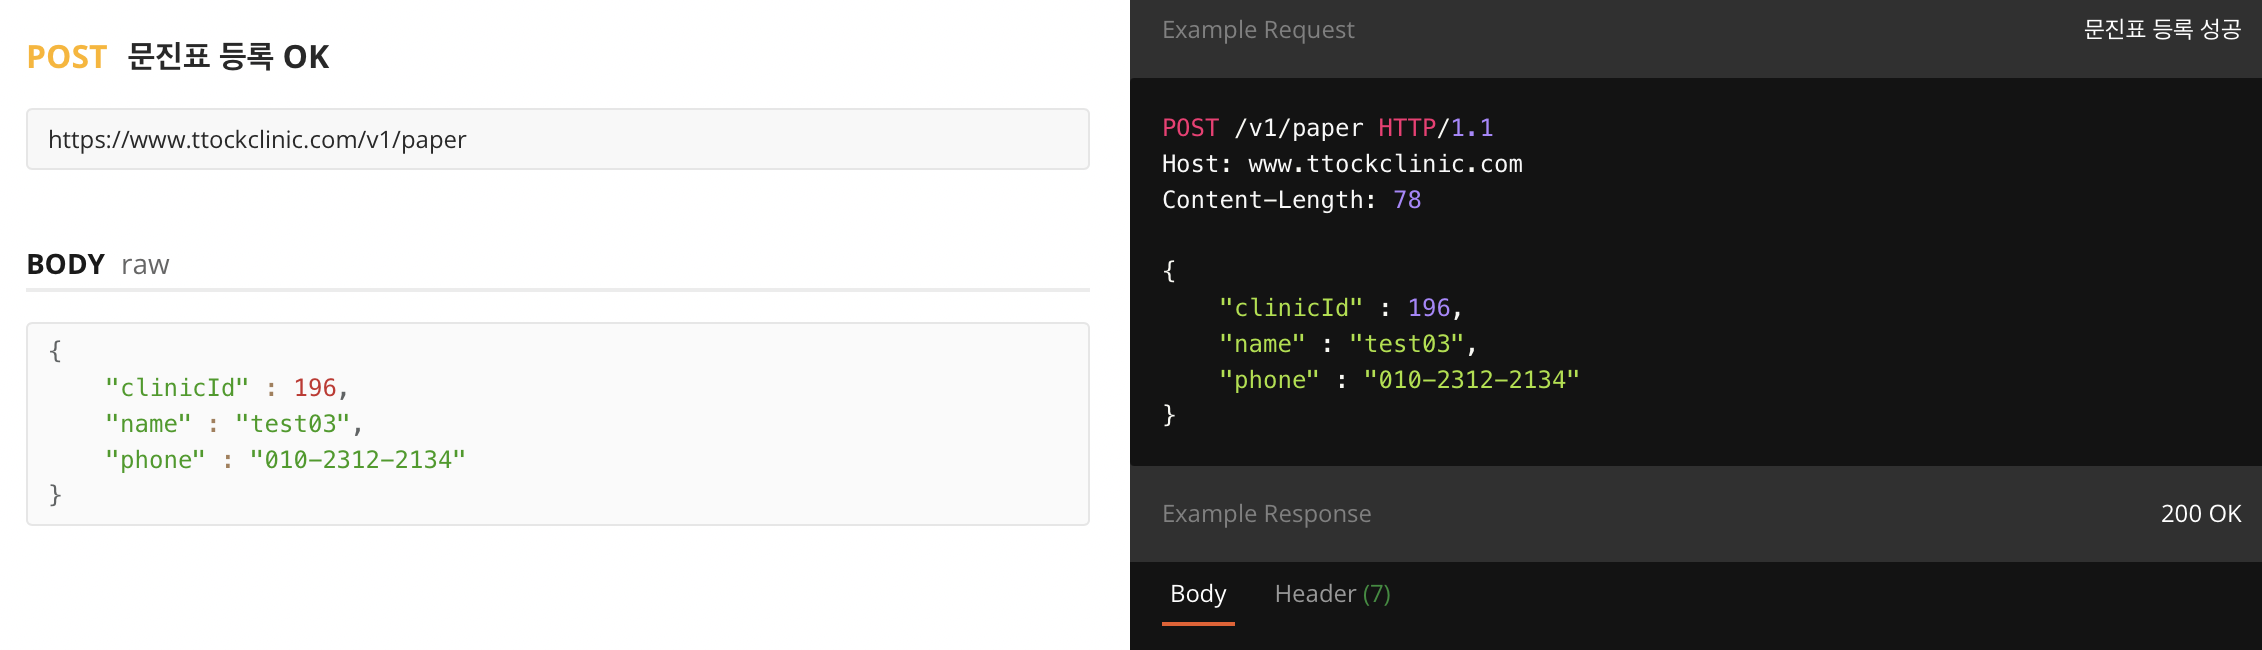 POST 문진표 등록 OK
https://www.ttockclinic.com/v1/paper
BODY raw
{
    "clinicId" : 196,
    "name" : "test03",
    "phone" : "010-2312-2134"
}
Example Request 문진표 등록 성공
POST /v1/paper HTTP/1.1
Host: www.ttockclinic.com
Content-Length: 78
{
    "clinicId" : 196,
    "name" : "test03",
    "phone" : "010-2312-2134"
}
Example Response 200 OK
Body Header (7)